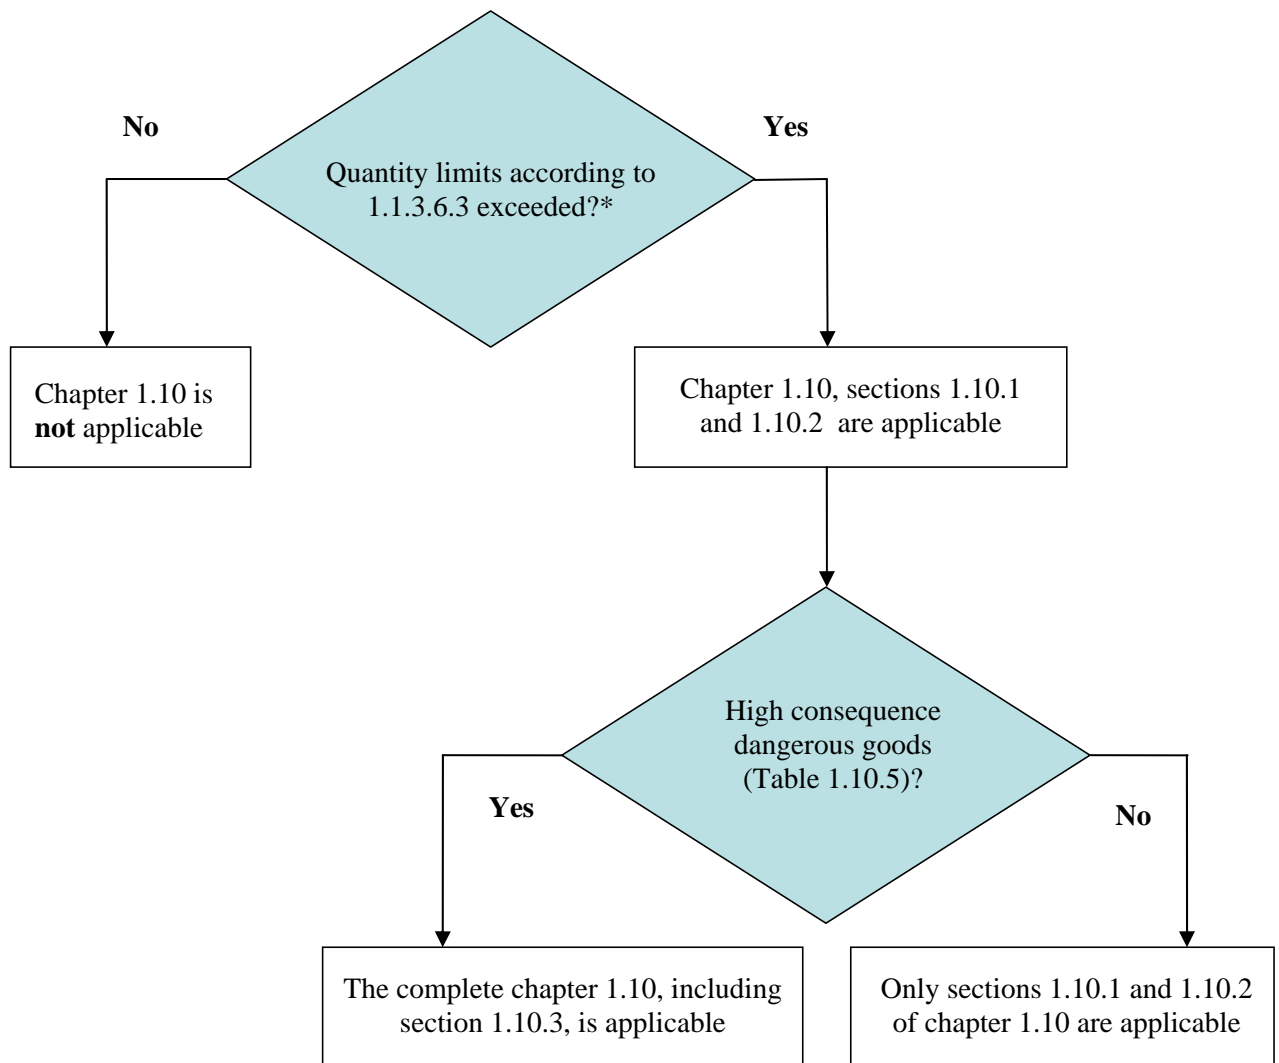 No
Yes
Quantity limits according to
1.1.3.6.3 exceeded?*
Chapter 1.10 is
not applicable
Chapter 1.10, sections 1.10.1
and 1.10.2 are applicable
High consequence
dangerous goods
(Table 1.10.5)?
Yes
No
The complete chapter 1.10, including
section 1.10.3, is applicable
Only sections 1.10.1 and 1.10.2
of chapter 1.10 are applicable